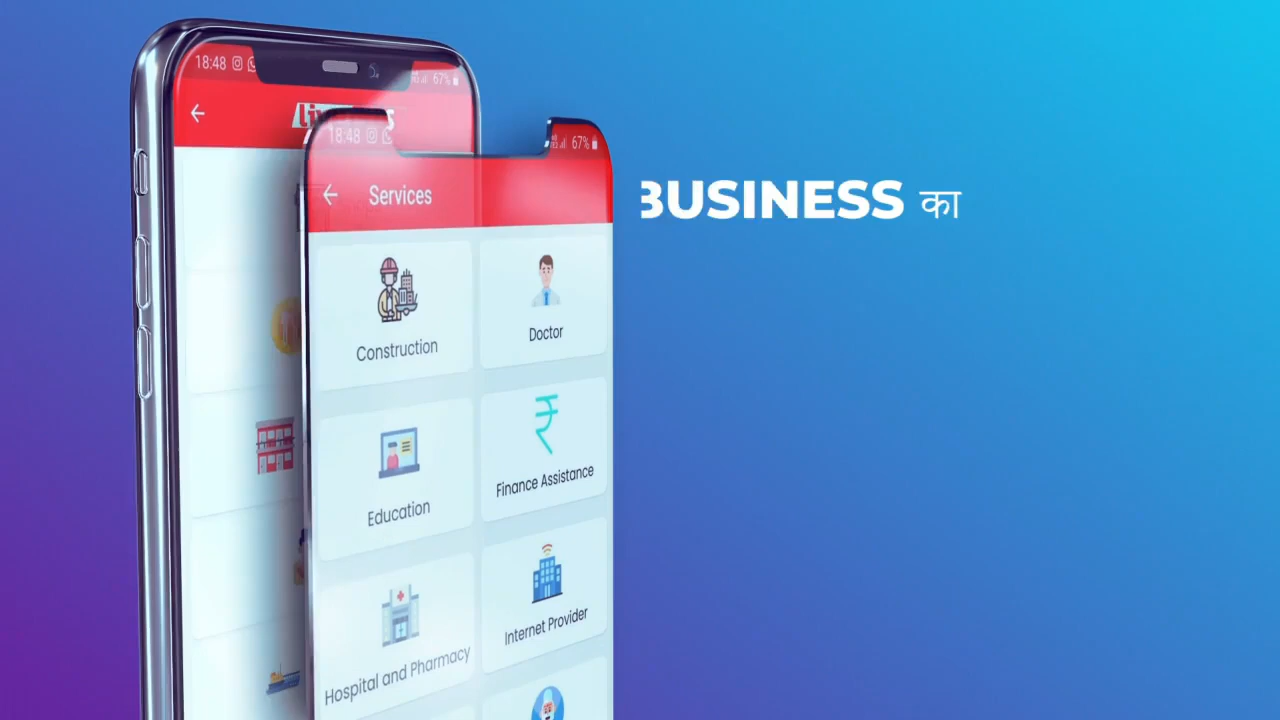 18:48
67%
18:48
67%
Services
BUSINESS का
Construction
Doctor
Education
Finance Assistance
Hospital and Pharmacy
Internet Provider